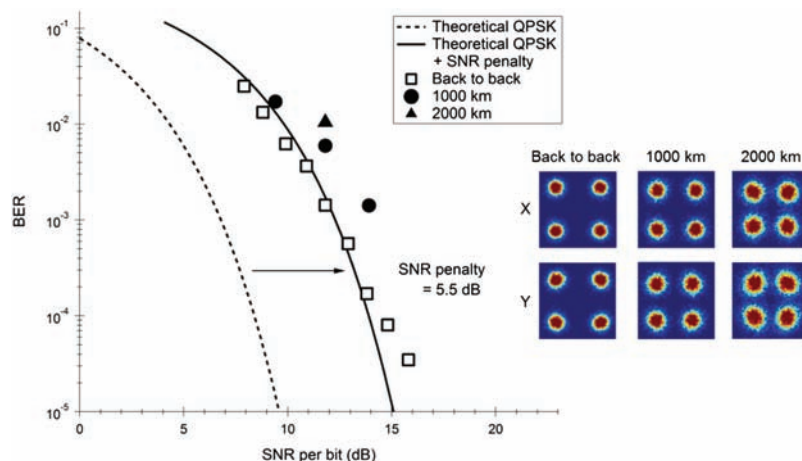 Theoretical QPSK
Theoretical QPSK
+ SNR penalty
Back to back
1000 km
2000 km
10-1
10-2
10-3
10-4
10-5
BER
0
5
10
15
20
SNR per bit (dB)
SNR penalty
= 5.5 dB
Back to back 1000 km 2000 km
X
Y